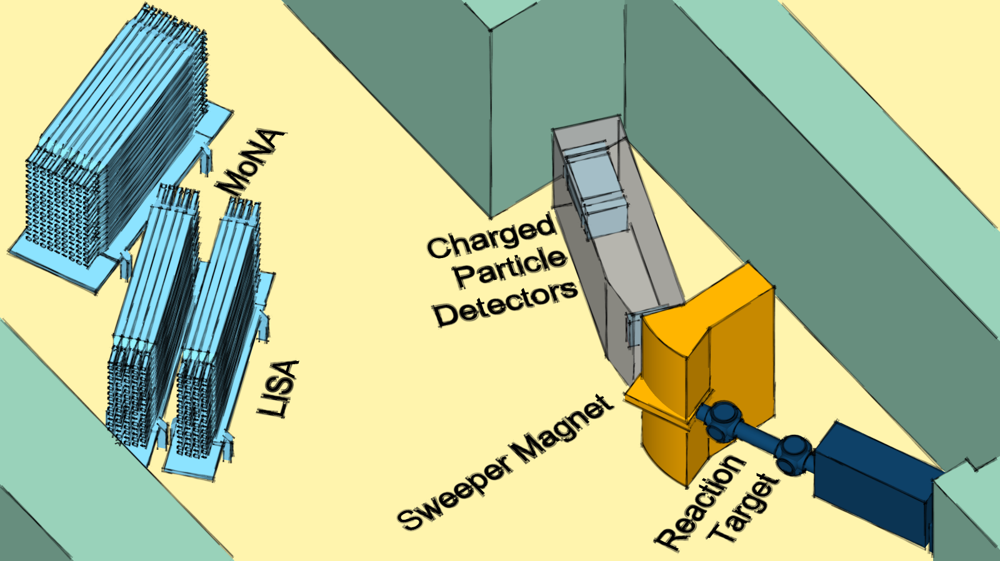 MoNA
LISA
Charged
Particle
Detectors
Sweeper Magnet
Reaction
Target